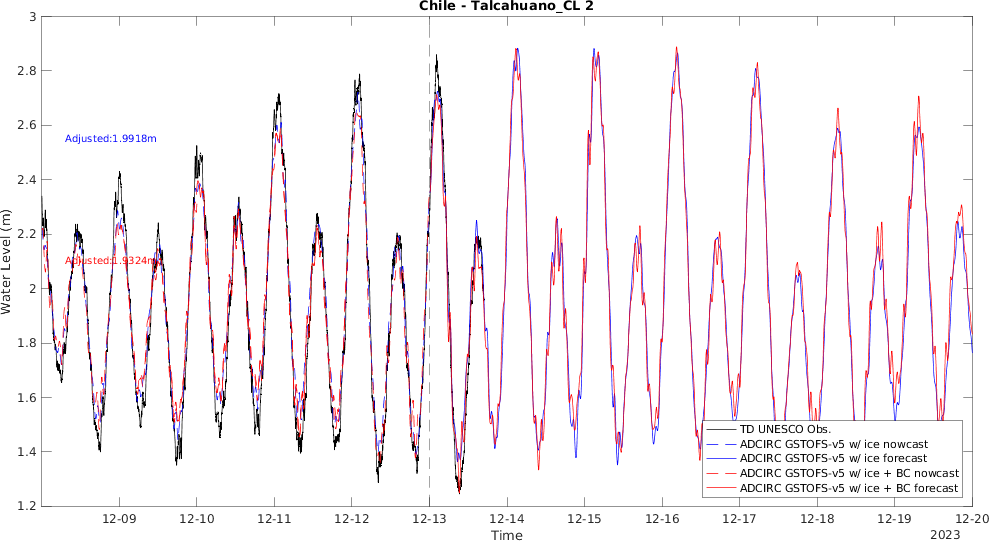 Chile - Talcahuano_CL 2
3
2.8
2.6
2.4
2.2
2
1.8
1.6
1.4
1.2
Water Level (m)
Adjusted:1.9918m
Adjusted:1.9324m
TD UNESCO Obs.
ADCIRC GSTOFS-v5 w/ ice nowcast
ADCIRC GSTOFS-v5 w/ ice forecast
ADCIRC GSTOFS-v5 w/ ice + BC nowcast
ADCIRC GSTOFS-v5 w/ ice + BC forecast
12-09 12-10 12-11 12-12 12-13 12-14 12-15 12-16 12-17 12-18 12-19 12-20
Time
2023